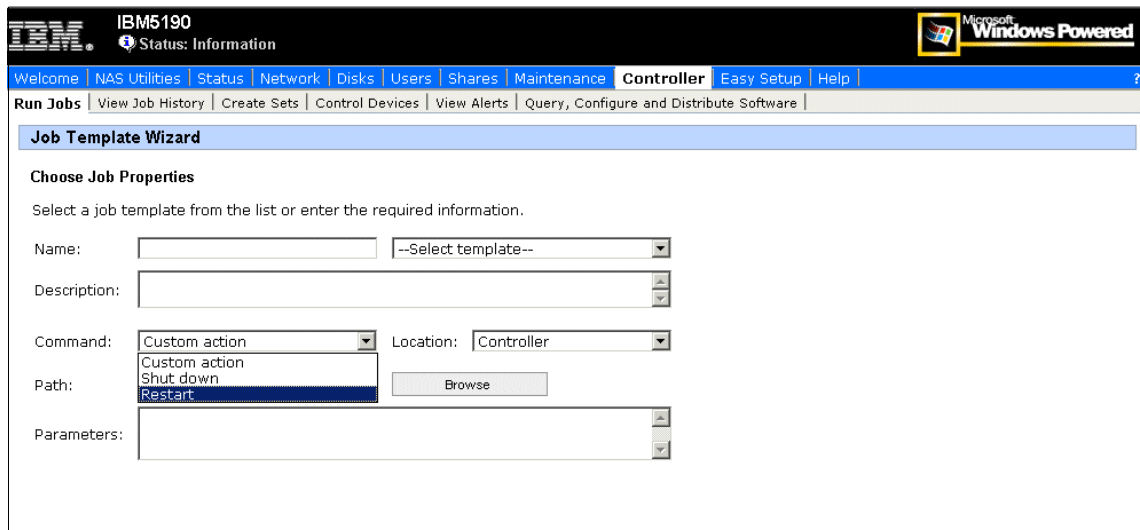 IBM®
IBM5190
Status: Information
Microsoft
Windows Powered
Welcome | NAS Utilities | Status | Network | Disks | Users | Shares | Maintenance | Controller | Easy Setup | Help | ?
Run Jobs | View Job History | Create Sets | Control Devices | View Alerts | Query, Configure and Distribute Software |
Job Template Wizard
Choose Job Properties
Select a job template from the list or enter the required information.
Name: --Select template--
Description:
Command: Custom action Location: Controller
Custom action
Shut down
Path: Browse
Restart
Parameters: